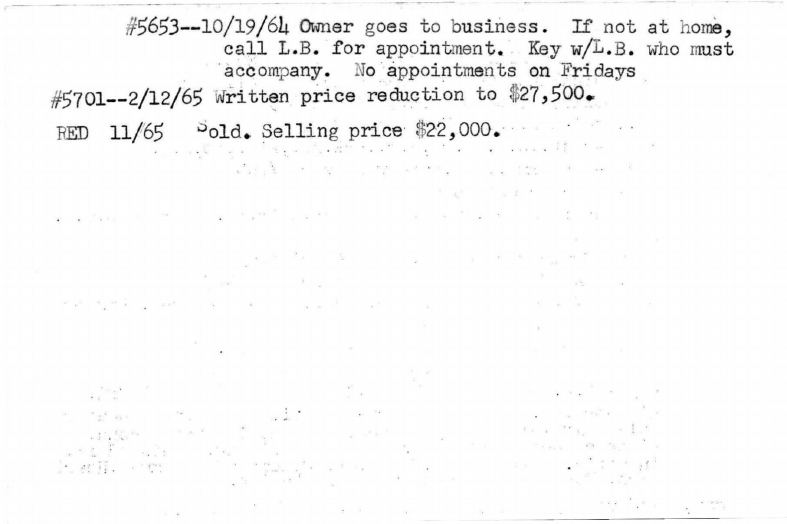 #5653--10/19/64 Owner goes to business. If not at home,
call L.B. for appointment. Key w/L.B. who must
accompany. No appointments on Fridays
#5701--2/12/65 Written price reduction to $27,500.
RED 11/65 Sold. Selling price $22,000.